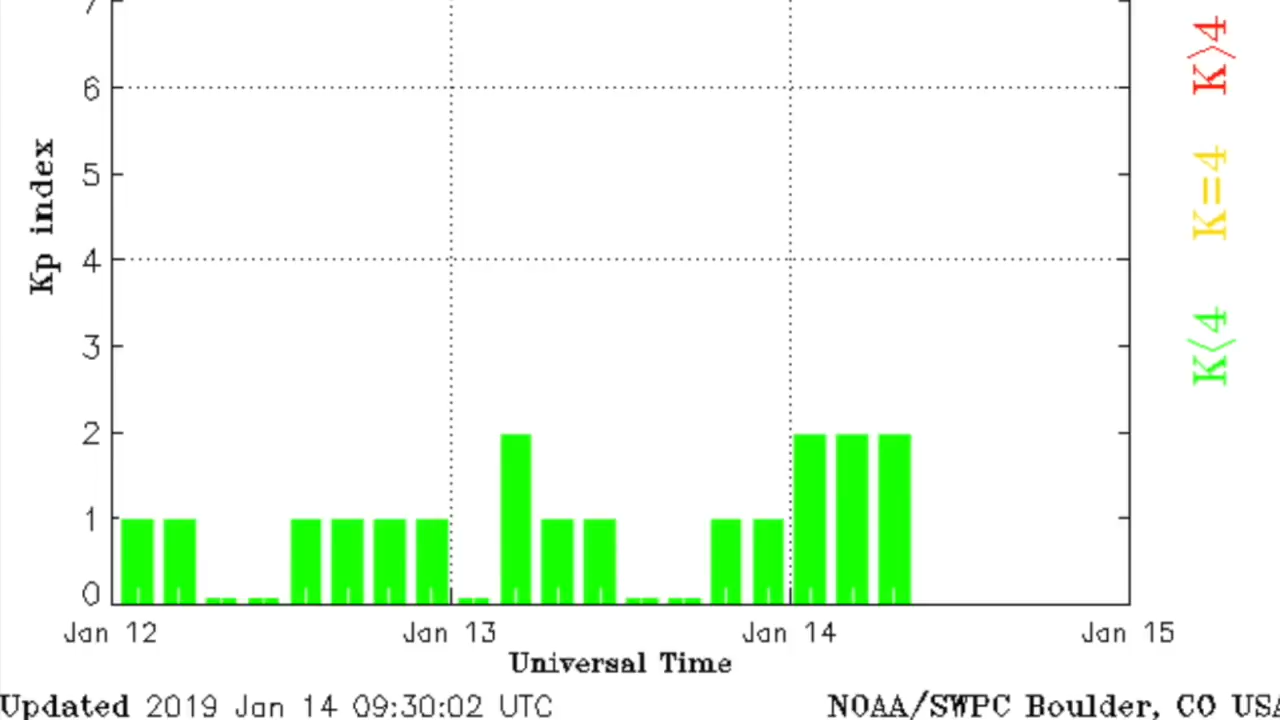 7
6
5
4
3
2
1
0
Kp index
Jan 12 Jan 13 Jan 14 Jan 15
Universal Time
Updated 2019 Jan 14 09:30:02 UTC
NOAA/SWPC Boulder, CO USA
K>4
K=4
K<4